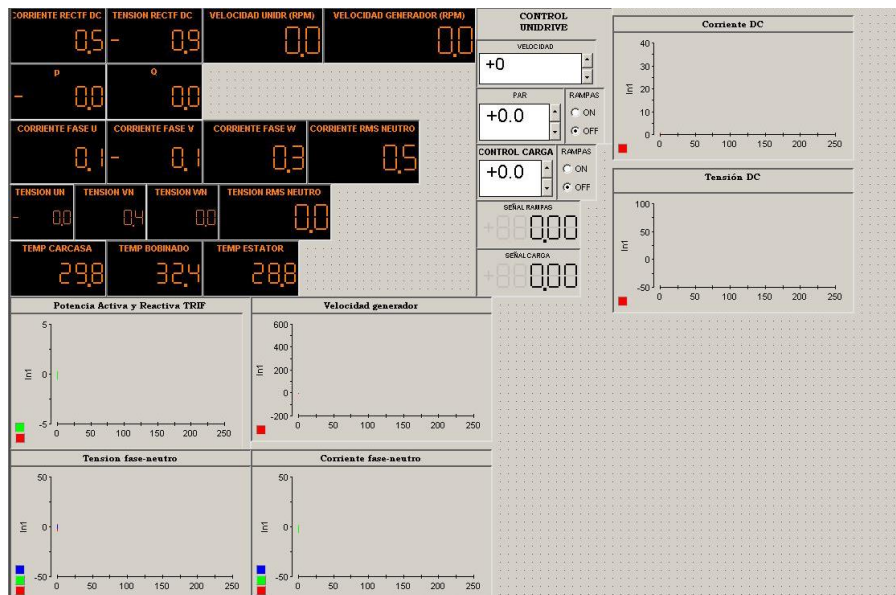 CORRIENTE RECTF DC TENSION RECTF DC VELOCIDAD UNIDR (RPM) VELOCIDAD GENERADOR (RPM)
0.5 - 0.9 0.0 0.0
P Q
- 0.0 0.0
CORRIENTE FASE U CORRIENTE FASE V CORRIENTE FASE W CORRIENTE RMS NEUTRO
0.1 - 0.1 0.3 0.5
TENSION UN TENSION VN TENSION WN TENSION RMS NEUTRO
- 0.0 0.4 0.0 0.0
TEMP CARCASA TEMP BOBINADO TEMP ESTATOR
29.8 32.4 28.8
CONTROL
UNIDRIVE
VELOCIDAD
+0
PAR RAMPAS
+0.0 ON
OFF
CONTROL CARGA RAMPAS
+0.0 ON
OFF
SEÑAL RAMPAS
0.00
SEÑAL CARGA
0.00
Corriente DC
40
30
20
10
0
In1
0 50 100 150 200 250
Tensión DC
100
50
0
-50
In1
0 50 100 150 200 250
Potencia Activa y Reactiva TRIF
5
0
-5
In1
0 50 100 150 200 250
Velocidad generador
600
400
200
0
-200
In1
0 50 100 150 200 250
Tension fase-neutro
50
0
-50
In1
0 50 100 150 200 250
Corriente fase-neutro
50
0
-50
In1
0 50 100 150 200 250